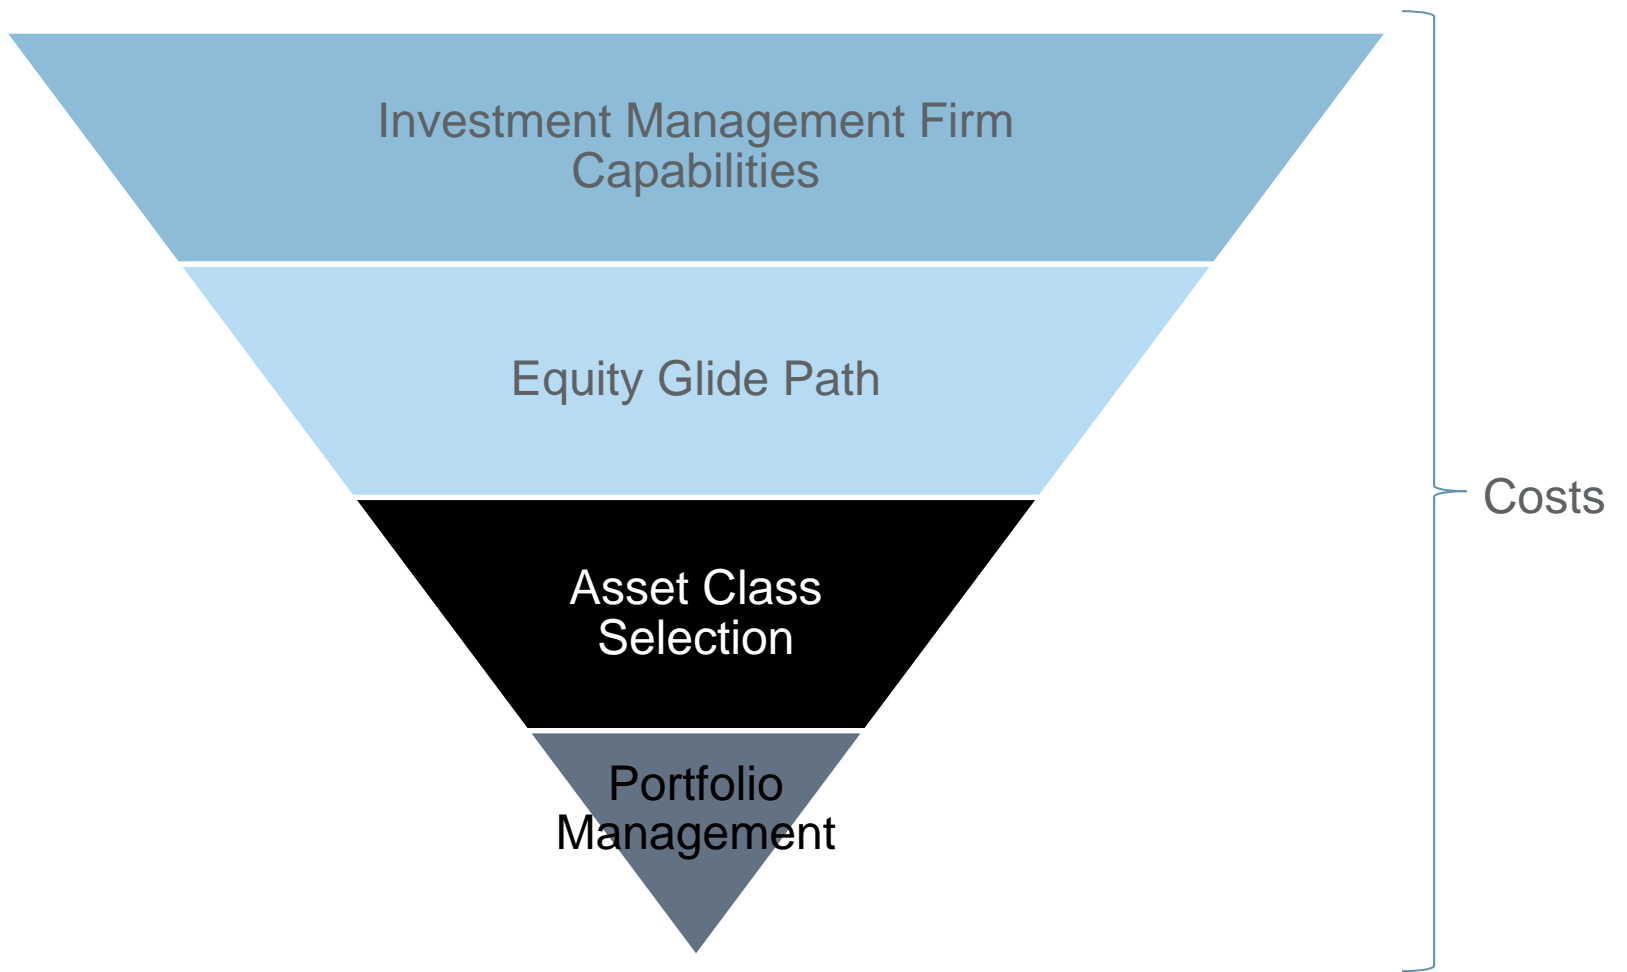 Investment Management Firm
Capabilities
Equity Glide Path
Asset Class
Selection
Portfolio
Management
Costs